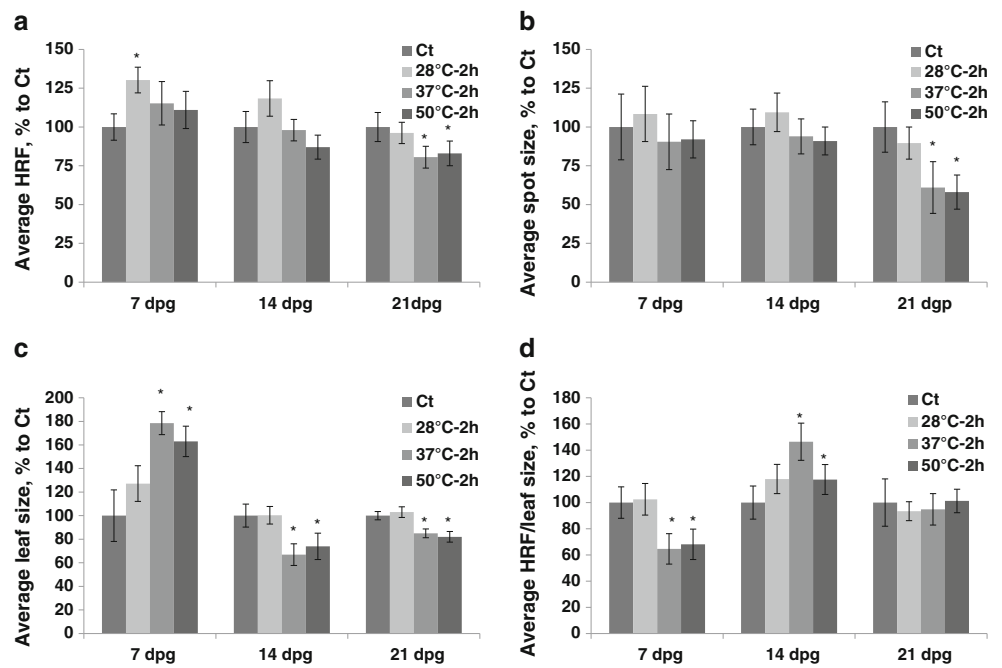 a
Average HRF, % to Ct
150
125
100
75
50
25
0
*
* *
Ct
28°C-2h
37°C-2h
50°C-2h
7 dpg 14 dpg 21dpg
b
Average spot size, % to Ct
150
125
100
75
50
25
0
* *
Ct
28°C-2h
37°C-2h
50°C-2h
7 dpg 14 dpg 21 dgp
c
Average leaf size, % to Ct
200
180
160
140
120
100
80
60
40
20
0
* *
* *
* *
Ct
28°C-2h
37°C-2h
50°C-2h
7 dpg 14 dpg 21 dpg
d
Average HRF/leaf size, % to Ct
180
160
140
120
100
80
60
40
20
0
* *
* *
Ct
28°C-2h
37°C-2h
50°C-2h
7 dpg 14 dpg 21 dpg